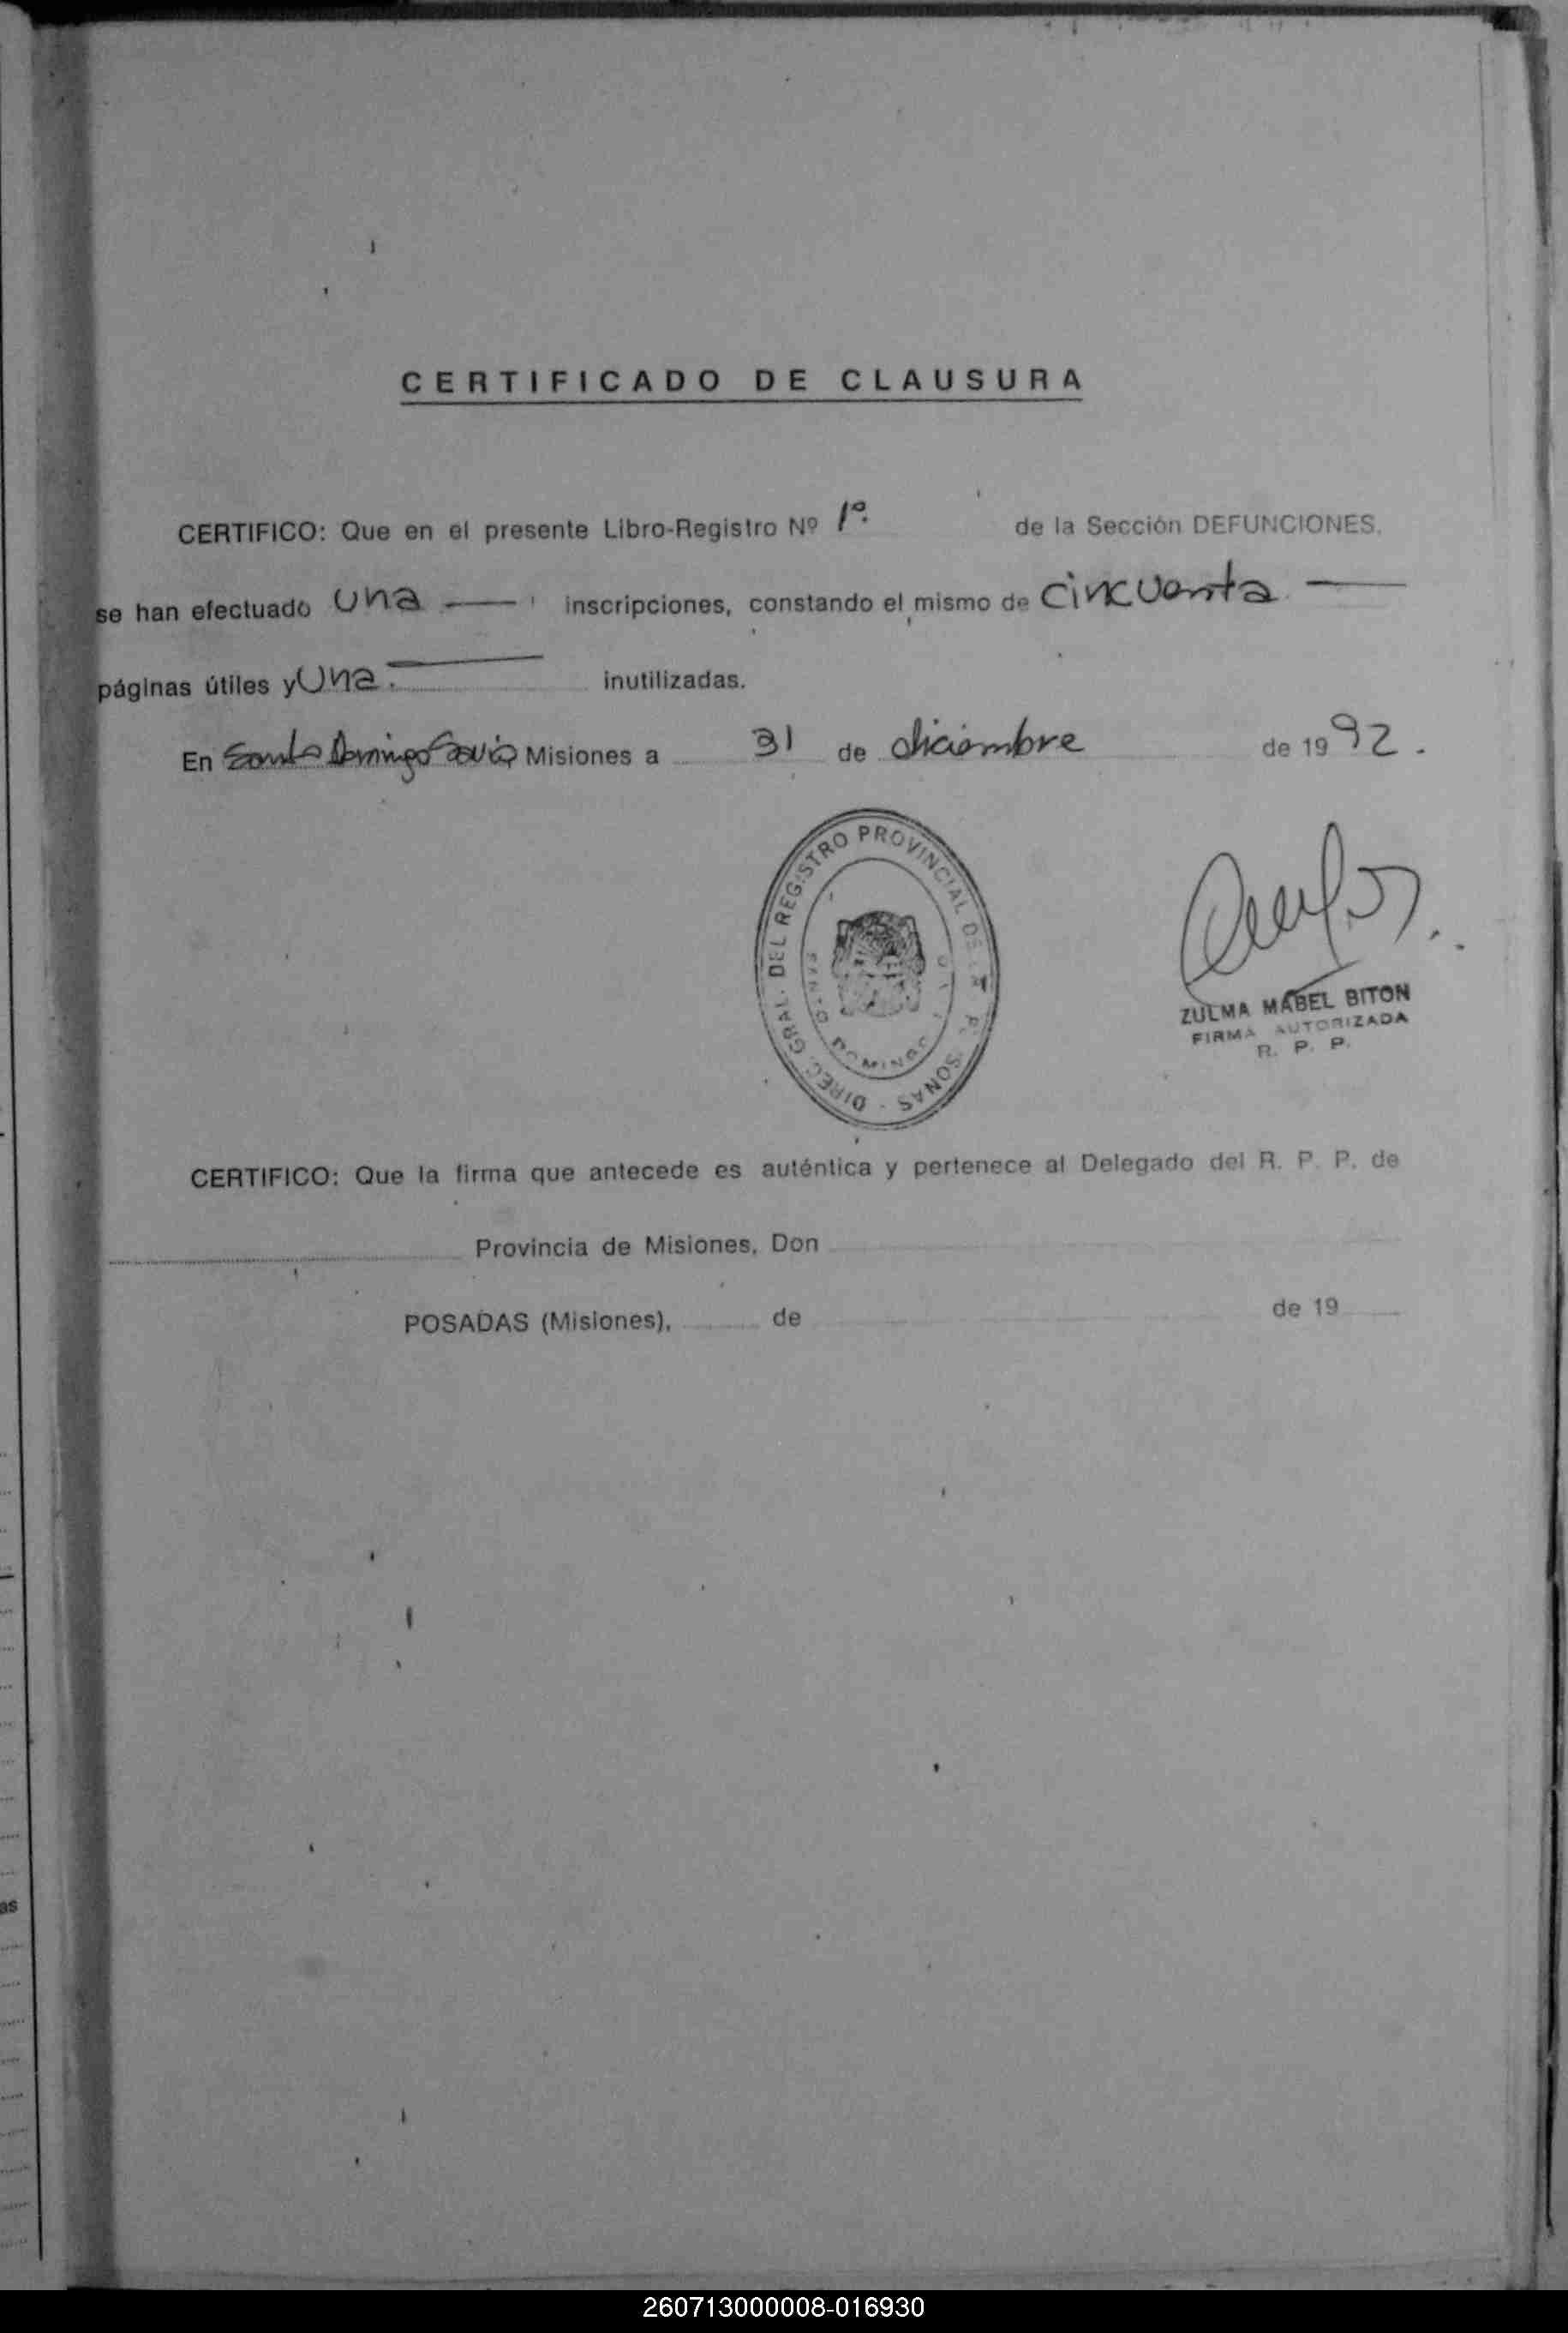 CERTIFICADO DE CLAUSURA
CERTIFICO: Que en el presente Libro-Registro Nº 1º. de la Sección DEFUNCIONES,
se han efectuado una — inscripciones, constando el mismo de cincuenta —
páginas útiles y una. — inutilizadas.
En Santo Domingo Savio Misiones a 31 de diciembre de 1992.
DIREC. GRAL. DEL REGISTRO PROVINCIAL DE LAS PERSONAS
SANTO DOMINGO
ZULMA MABEL BITON
FIRMA AUTORIZADA
R. P. P.
CERTIFICO: Que la firma que antecede es auténtica y pertenece al Delegado del R. P. P. de
Provincia de Misiones, Don
POSADAS (Misiones), de de 19
as
260713000008-016930